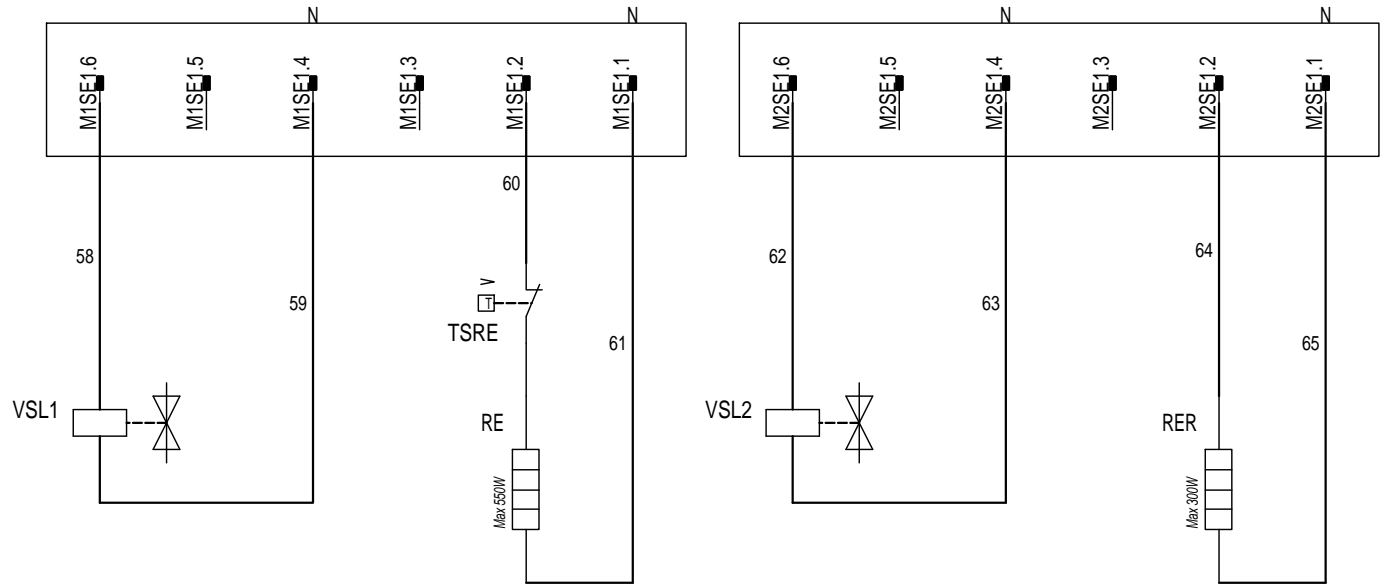 N
N
N
N
M1SE1.6
M1SE1.5
M1SE1.4
M1SE1.3
M1SE1.2
M1SE1.1
M2SE1.6
M2SE1.5
M2SE1.4
M2SE1.3
M2SE1.2
M2SE1.1
60
58
62
64
V
T
59
63
TSRE
61
65
VSL1
RE
VSL2
RER
Max 550W
Max 300W